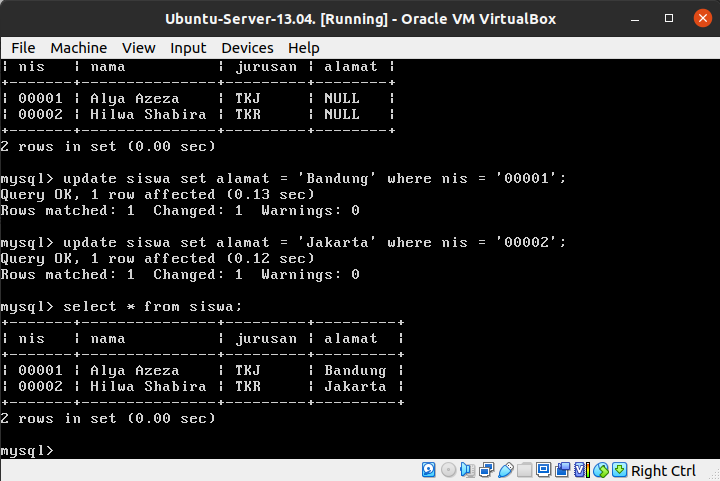 Ubuntu-Server-13.04. [Running] - Oracle VM VirtualBox
File Machine View Input Devices Help
| nis   | nama          | jurusan | alamat |
+-------+---------------+---------+--------+
| 00001 | Alya Azeza    | TKJ     | NULL   |
| 00002 | Hilwa Shabira | TKR     | NULL   |
+-------+---------------+---------+--------+
2 rows in set (0.00 sec)
mysql> update siswa set alamat = 'Bandung' where nis = '00001';
Query OK, 1 row affected (0.13 sec)
Rows matched: 1  Changed: 1  Warnings: 0
mysql> update siswa set alamat = 'Jakarta' where nis = '00002';
Query OK, 1 row affected (0.12 sec)
Rows matched: 1  Changed: 1  Warnings: 0
mysql> select * from siswa;
+-------+---------------+---------+---------+
| nis   | nama          | jurusan | alamat  |
+-------+---------------+---------+---------+
| 00001 | Alya Azeza    | TKJ     | Bandung |
| 00002 | Hilwa Shabira | TKR     | Jakarta |
+-------+---------------+---------+---------+
2 rows in set (0.00 sec)
mysql>
Right Ctrl